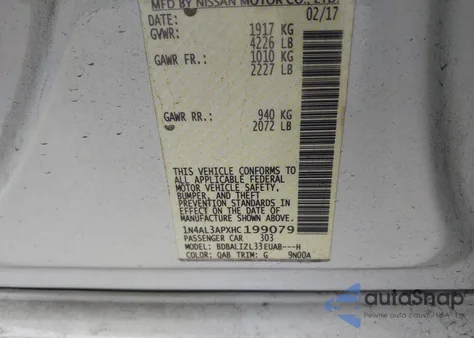 MFD BY NISSAN MOTOR CO., LTD.
DATE: 02/17
GVWR: 1917 KG
4226 LB
GAWR FR.: 1010 KG
2227 LB
GAWR RR.: 940 KG
2072 LB
THIS VEHICLE CONFORMS TO
ALL APPLICABLE FEDERAL
MOTOR VEHICLE SAFETY,
BUMPER, AND THEFT
PREVENTION STANDARDS IN
EFFECT ON THE DATE OF
MANUFACTURE SHOWN ABOVE.
1N4AL3APXHC199079
PASSENGER CAR 303
MODEL: BDBALIZL33EUAB---H
COLOR: QAB TRIM: G 9N00A
autoSnap